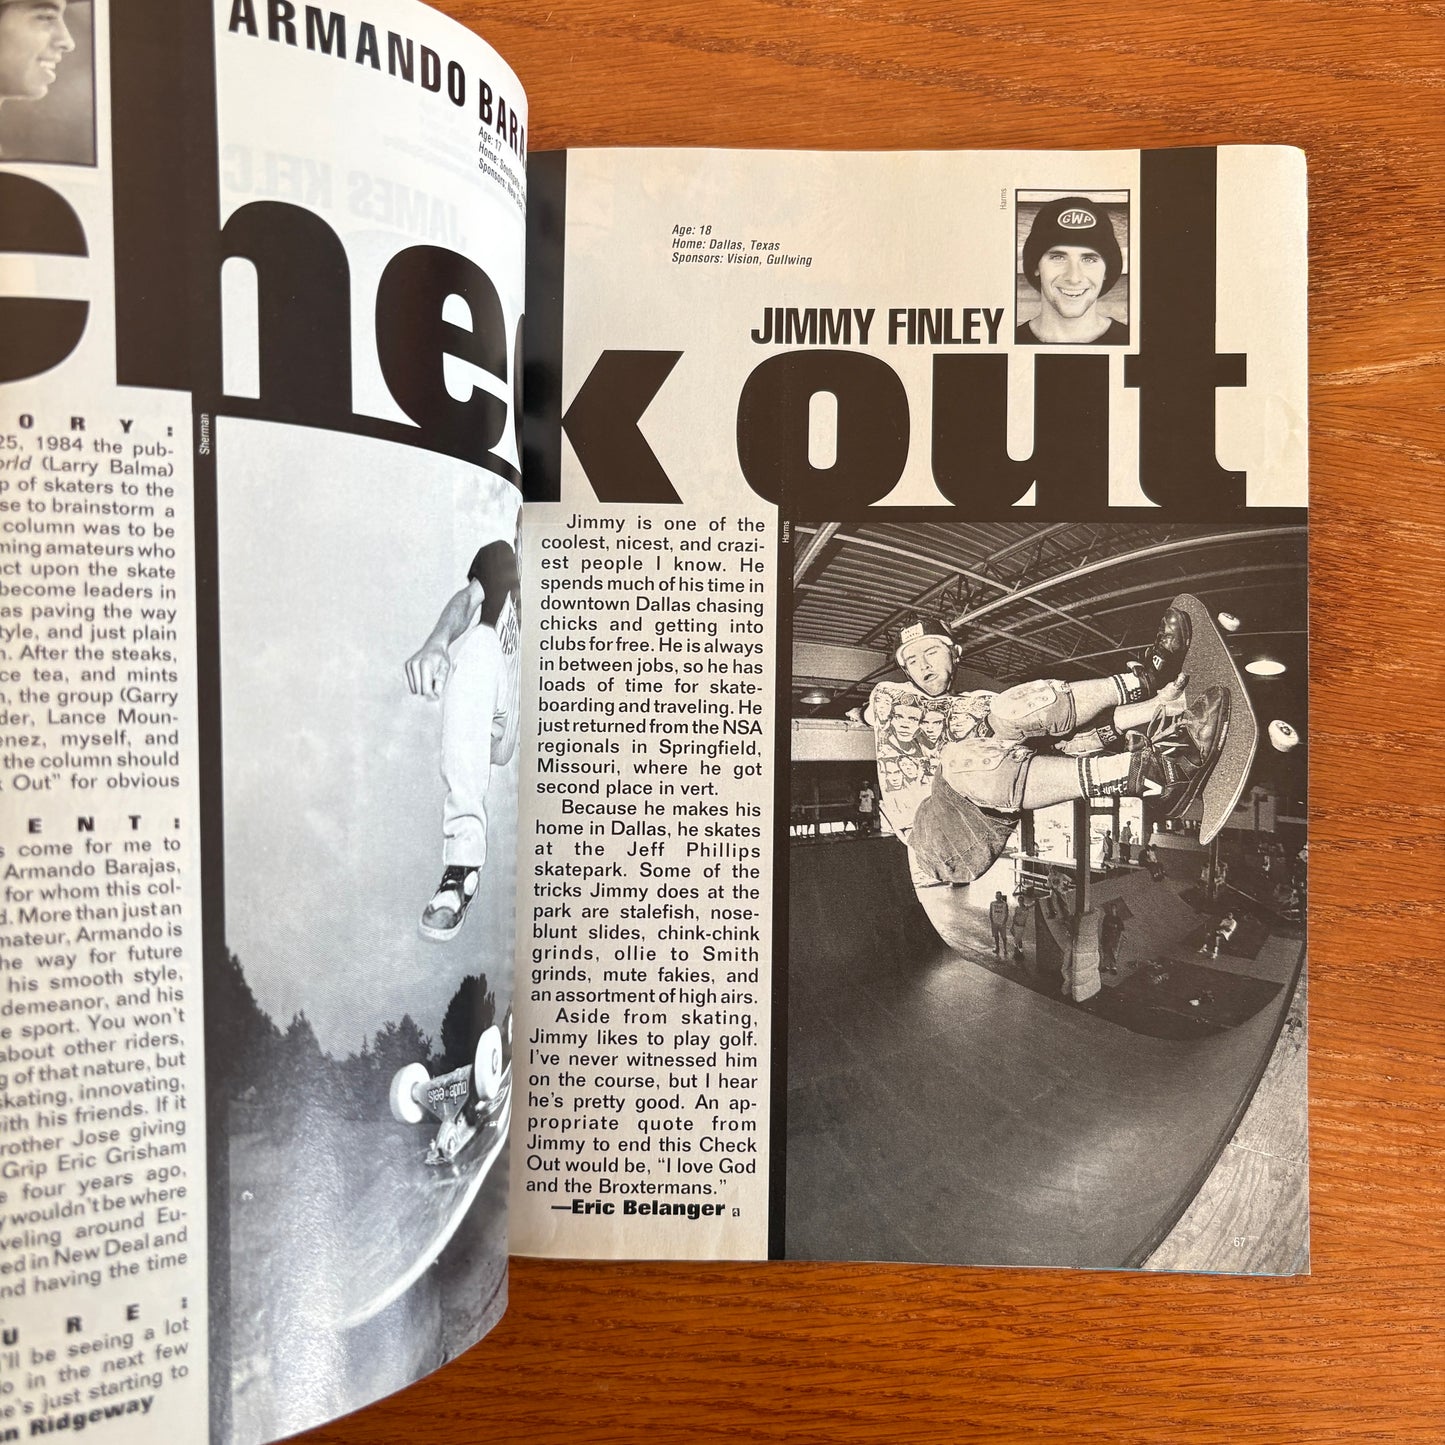 ARMANDO BARA
Age: 17
Home: Southgate,
Sponsors: New Deal,
Sherman
check out
O R Y :
25, 1984 the pub-
orld (Larry Balma)
p of skaters to the
se to brainstorm a
column was to be
ming amateurs who
act upon the skate
become leaders in
as paving the way
tyle, and just plain
n. After the steaks,
ce tea, and mints
n, the group (Garry
der, Lance Moun-
enez, myself, and
the column should
k Out" for obvious
E N T :
s come for me to
Armando Barajas,
for whom this col-
d. More than just an
mateur, Armando is
he way for future
his smooth style,
demeanor, and his
e sport. You won't
about other riders,
g of that nature, but
skating, innovating,
with his friends. If it
rother Jose giving
Grip Eric Grisham
e four years ago,
y wouldn't be where
veling around Eu-
ed in New Deal and
nd having the time
U R E :
'll be seeing a lot
do in the next few
he's just starting to
an Ridgeway
JAMES KELC
Age: 18
Home: Dallas, Texas
Sponsors: Vision, Gullwing
Harms
GWP
JIMMY FINLEY
Jimmy is one of the
coolest, nicest, and crazi-
est people I know. He
spends much of his time in
downtown Dallas chasing
chicks and getting into
clubs for free. He is always
in between jobs, so he has
loads of time for skate-
boarding and traveling. He
just returned from the NSA
regionals in Springfield,
Missouri, where he got
second place in vert.
Because he makes his
home in Dallas, he skates
at the Jeff Phillips
skatepark. Some of the
tricks Jimmy does at the
park are stalefish, nose-
blunt slides, chink-chink
grinds, ollie to Smith
grinds, mute fakies, and
an assortment of high airs.
Aside from skating,
Jimmy likes to play golf.
I've never witnessed him
on the course, but I hear
he's pretty good. An ap-
propriate quote from
Jimmy to end this Check
Out would be, "I love God
and the Broxtermans."
—Eric Belanger
Harms
67